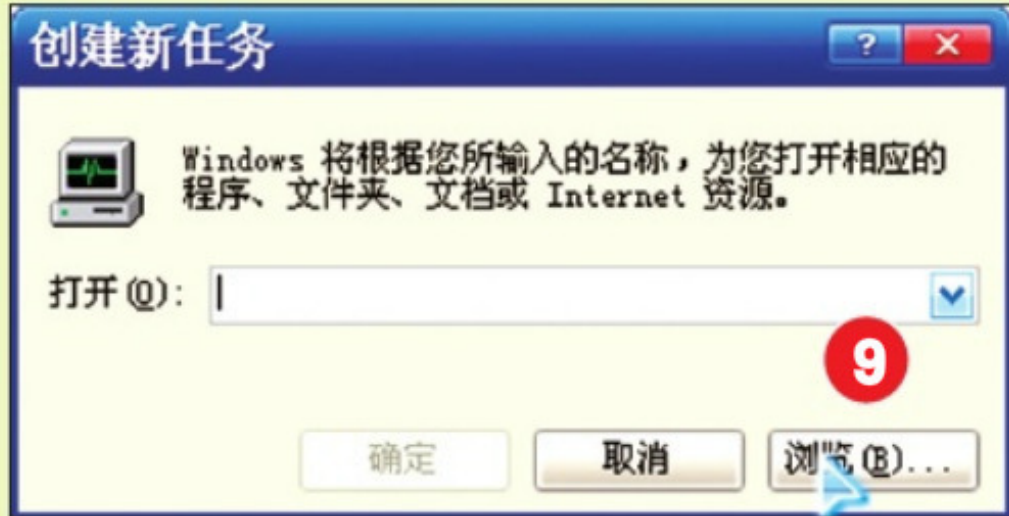 创建新任务
Windows 将根据您所输入的名称，为您打开相应的
程序、文件夹、文档或 Internet 资源。
打开(O):
9
确定 取消 浏览(B)...